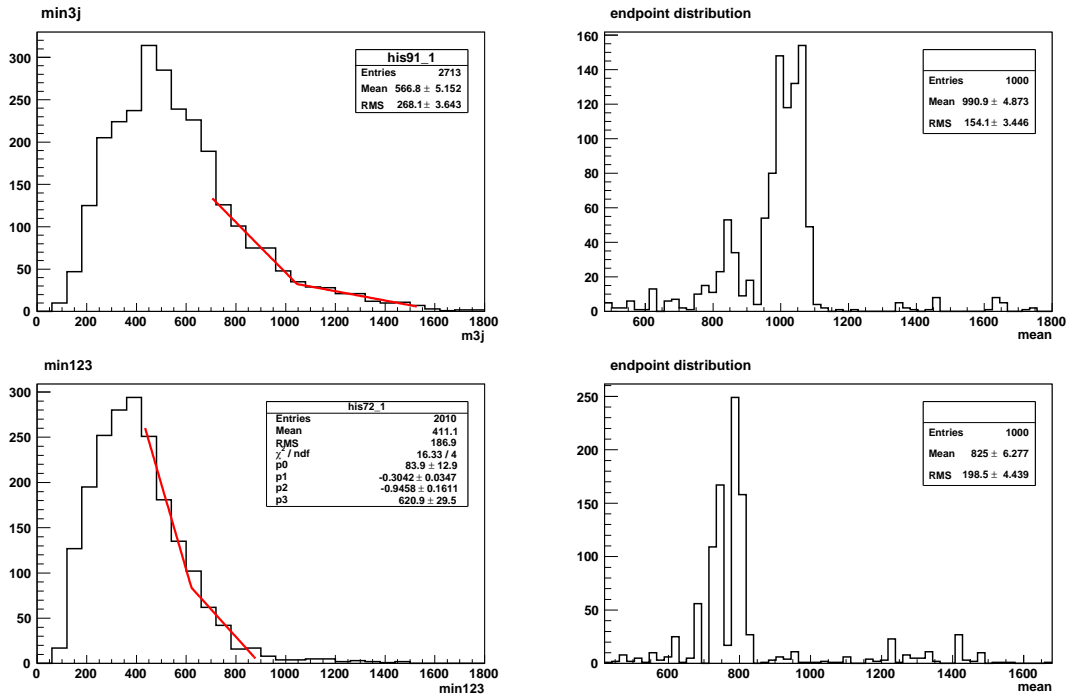 min3j
his91_1
Entries 2713
Mean 566.8 ± 5.152
RMS 268.1 ± 3.643
300
250
200
150
100
50
0
0 200 400 600 800 1000 1200 1400 1600 1800
m3j
endpoint distribution
Entries 1000
Mean 990.9 ± 4.873
RMS 154.1 ± 3.446
160
140
120
100
80
60
40
20
0
600 800 1000 1200 1400 1600 1800
mean
min123
his72_1
Entries 2010
Mean 411.1
RMS 186.9
χ² / ndf 16.33 / 4
p0 83.9 ± 12.9
p1 -0.3042 ± 0.0347
p2 -0.9458 ± 0.1611
p3 620.9 ± 29.5
300
250
200
150
100
50
0
0 200 400 600 800 1000 1200 1400 1600 1800
min123
endpoint distribution
Entries 1000
Mean 825 ± 6.277
RMS 198.5 ± 4.439
250
200
150
100
50
0
600 800 1000 1200 1400 1600
mean